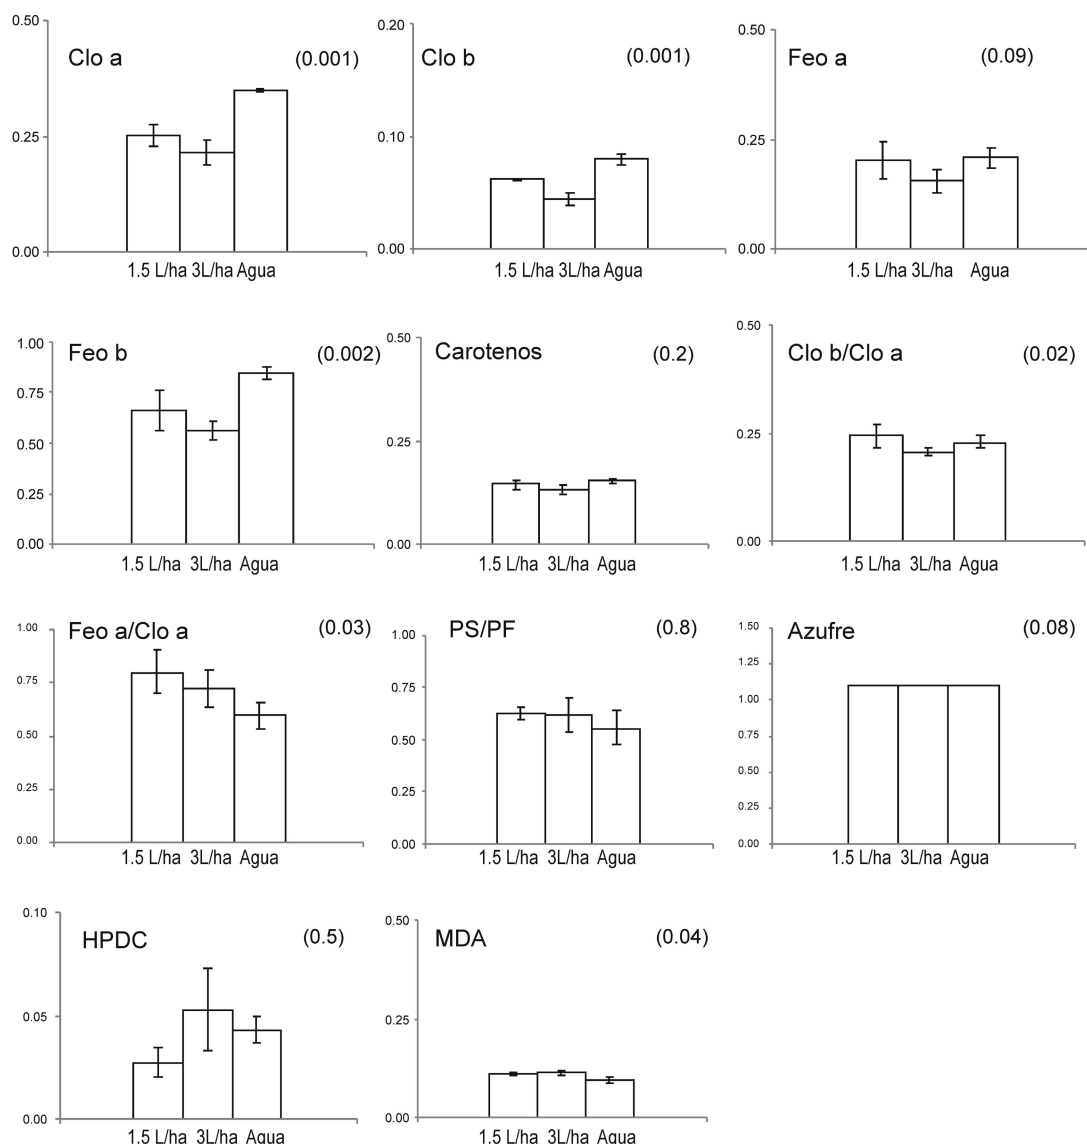 0.50
Clo a
(0.001)
0.25
0.00
1.5 L/ha 3L/ha Agua
0.20
Clo b
(0.001)
0.10
0.00
1.5 L/ha 3L/ha Agua
0.50
Feo a
(0.09)
0.25
0.00
1.5 L/ha 3L/ha Agua
1.00
Feo b
(0.002)
0.75
0.50
0.25
0.00
1.5 L/ha 3L/ha Agua
0.50
Carotenos
(0.2)
0.25
0.00
1.5 L/ha 3L/ha Agua
0.50
Clo b/Clo a
(0.02)
0.25
0.00
1.5 L/ha 3L/ha Agua
1.00
Feo a/Clo a
(0.03)
0.75
0.50
0.25
0.00
1.5 L/ha 3L/ha Agua
1.00
PS/PF
(0.8)
0.75
0.50
0.25
0.00
1.5 L/ha 3L/ha Agua
1.50
Azufre
(0.08)
1.25
1.00
0.75
0.50
0.25
0.00
1.5 L/ha 3L/ha Agua
0.10
HPDC
(0.5)
0.05
0.00
1.5 L/ha 3L/ha Agua
0.50
MDA
(0.04)
0.25
0.00
1.5 L/ha 3L/ha Agua